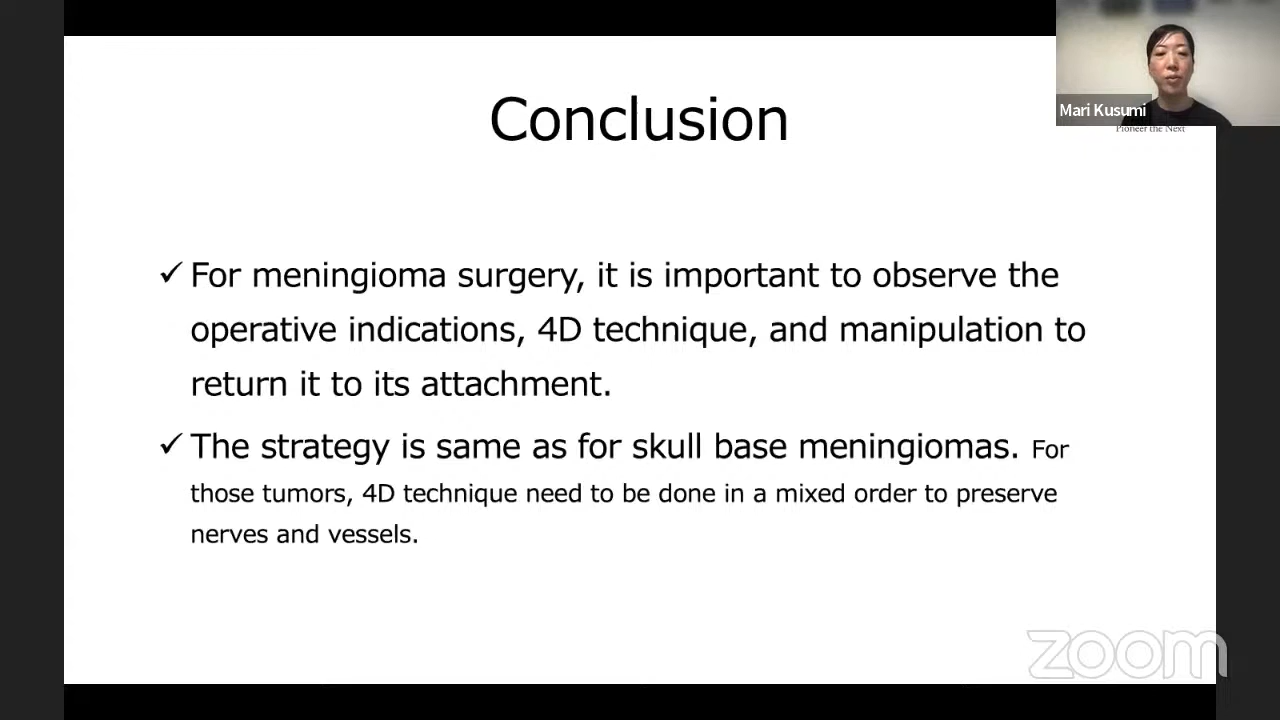 Conclusion
Mari Kusumi
Pioneer the Next
✓ For meningioma surgery, it is important to observe the
operative indications, 4D technique, and manipulation to
return it to its attachment.
✓ The strategy is same as for skull base meningiomas. For
those tumors, 4D technique need to be done in a mixed order to preserve
nerves and vessels.
zoom